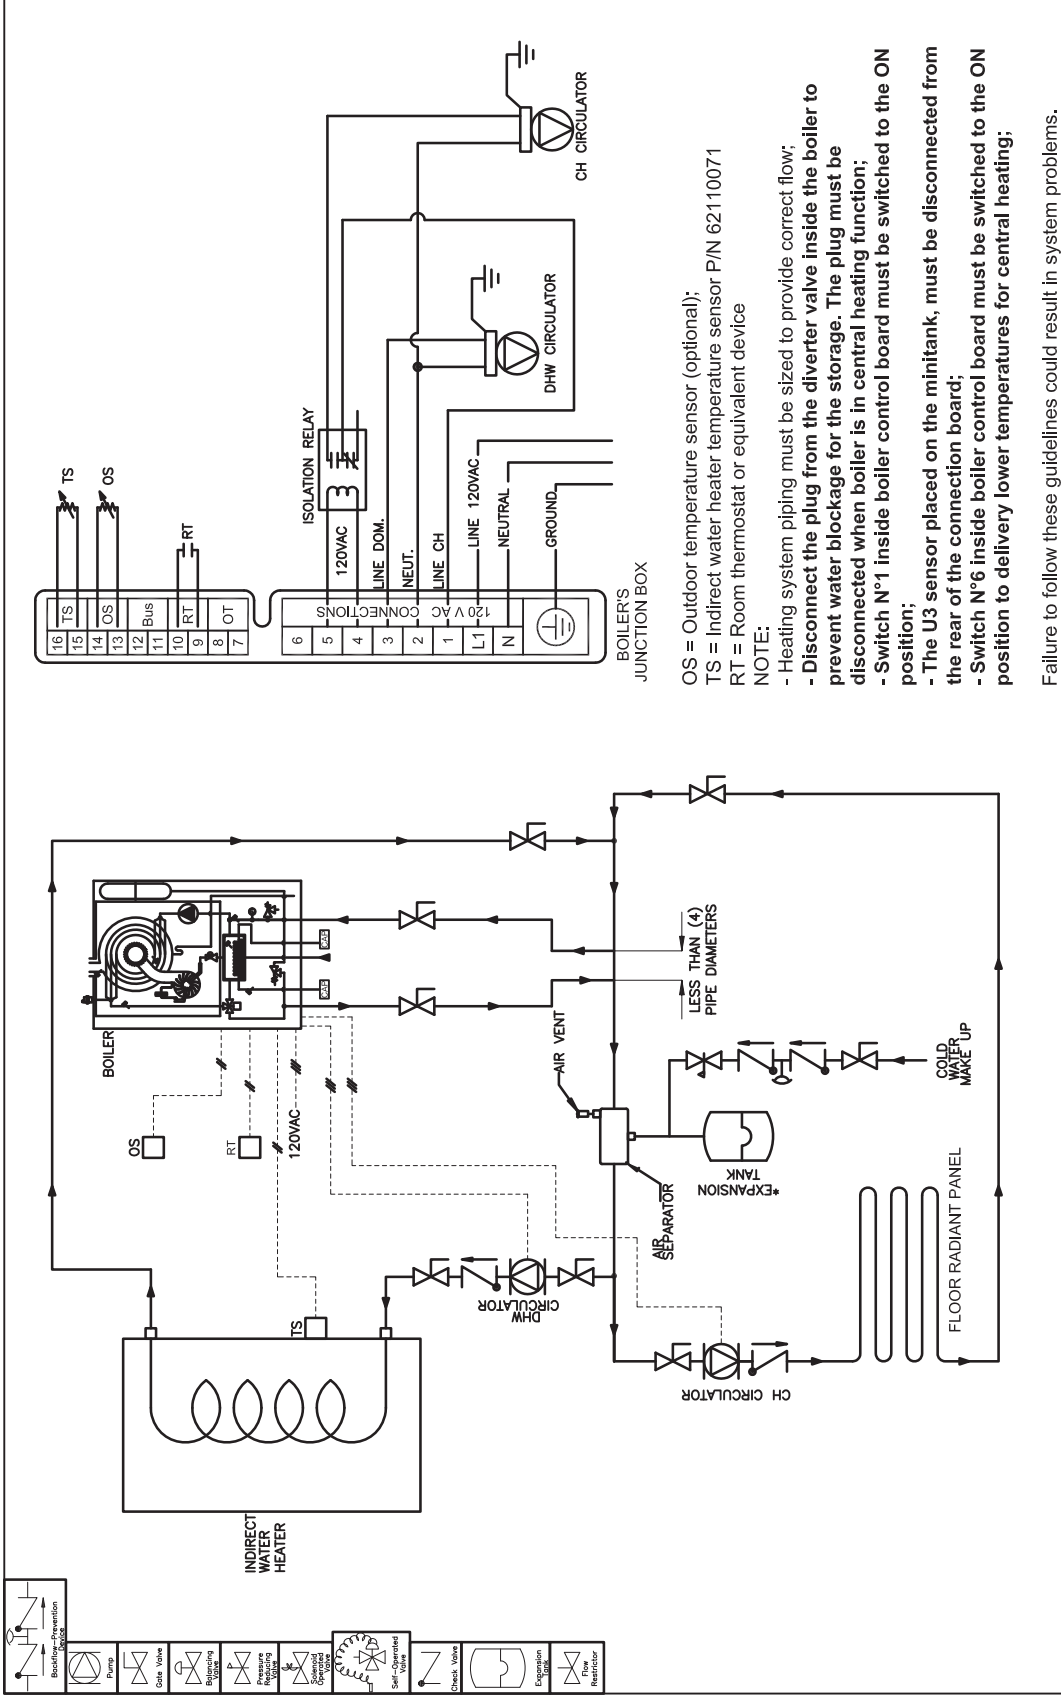 Backflow-Prevention
Device
Pump
Gate Valve
Balancing
Valve
Pressure
Reducing
Valve
Solenoid
Operated
Valve
Self-Operated
Valve
Check Valve
Expansion
Tank
Flow
Restrictor
INDIRECT
WATER
HEATER
TS
BOILER
OS
RT
120VAC
CAP
CAP
DHW
CIRCULATOR
CH CIRCULATOR
AIR VENT
AIR
SEPARATOR
*EXPANSION
TANK
LESS THAN (4)
PIPE DIAMETERS
COLD
WATER
MAKE UP
FLOOR RADIANT PANEL
16
15
14
13
12
11
10
9
8
7
TS
OS
Bus
RT
OT
TS
OS
RT
6
5
4
3
2
1
L1
N
120 V AC CONNECTIONS
ISOLATION RELAY
120VAC
LINE DOM.
NEUT.
LINE CH
LINE 120VAC
NEUTRAL
GROUND
DHW CIRCULATOR
CH CIRCULATOR
BOILER'S
JUNCTION BOX
OS = Outdoor temperature sensor (optional);
TS = Indirect water heater temperature sensor P/N 62110071
RT = Room thermostat or equivalent device
NOTE:
- Heating system piping must be sized to provide correct flow;
- Disconnect the plug from the diverter valve inside the boiler to
prevent water blockage for the storage. The plug must be
disconnected when boiler is in central heating function;
- Switch N°1 inside boiler control board must be switched to the ON
position;
- The U3 sensor placed on the minitank, must be disconnected from
the rear of the connection board;
- Switch N°6 inside boiler control board must be switched to the ON
position to delivery lower temperatures for central heating;
Failure to follow these guidelines could result in system problems.